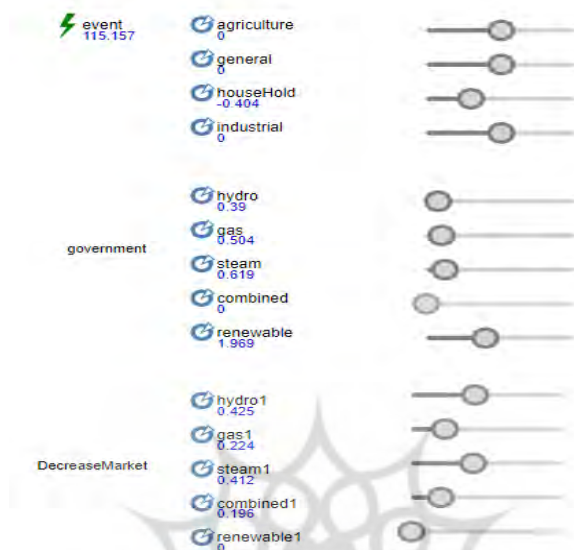 event
115.157
agriculture
0
general
0
houseHold
-0.404
industrial
0
government
hydro
0.39
gas
0.504
steam
0.619
combined
0
renewable
1.969
DecreaseMarket
hydro1
0.425
gas1
0.224
steam1
0.412
combined1
0.196
renewable1
0